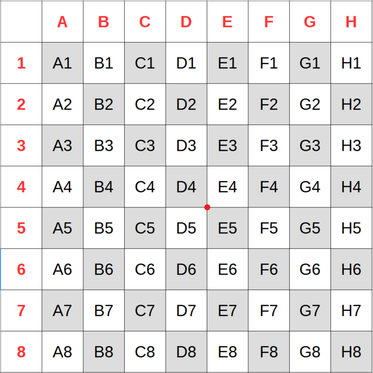 A B C D E F G H
1 A1 B1 C1 D1 E1 F1 G1 H1
2 A2 B2 C2 D2 E2 F2 G2 H2
3 A3 B3 C3 D3 E3 F3 G3 H3
4 A4 B4 C4 D4 E4 F4 G4 H4
5 A5 B5 C5 D5 E5 F5 G5 H5
6 A6 B6 C6 D6 E6 F6 G6 H6
7 A7 B7 C7 D7 E7 F7 G7 H7
8 A8 B8 C8 D8 E8 F8 G8 H8